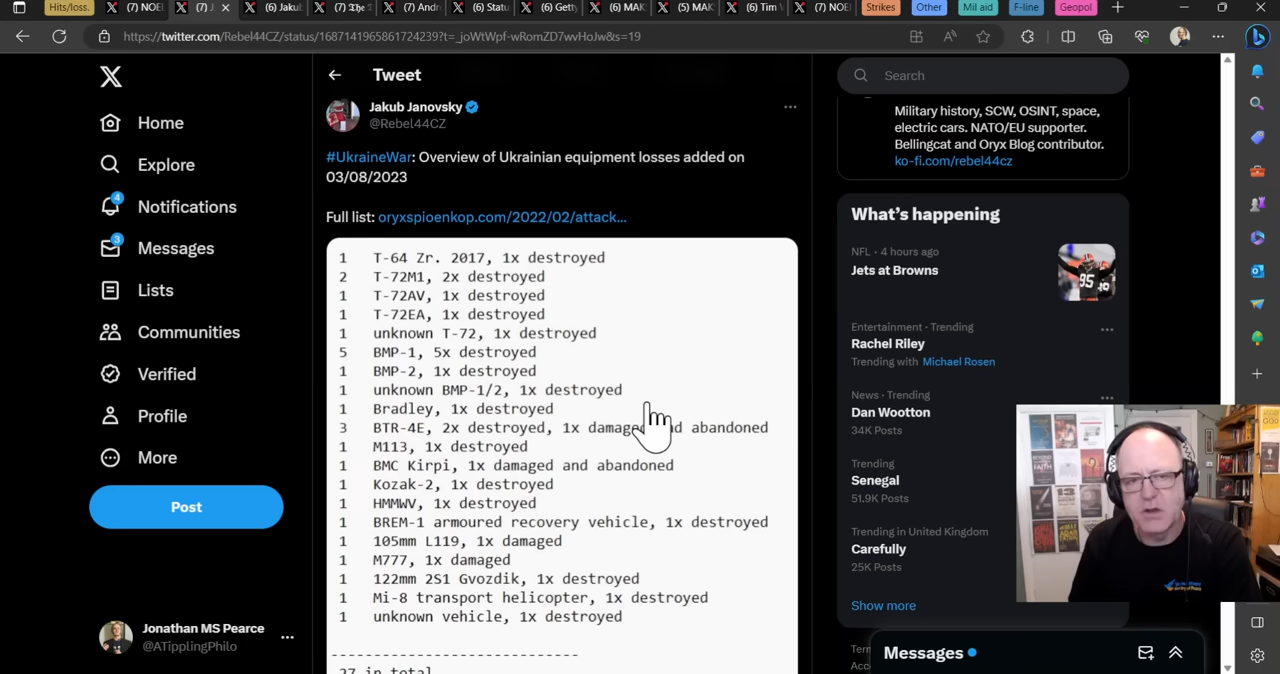 Hits/loss.
(7) NOE
(7) J
(6) Jakub
(7)
(7) Andr
(6) Statu
(6) Gett
(6) MAK
(5) MAK
(6) Tim
(7) NOE
Strikes
Other
Mil aid
F-line
Geopol
https://twitter.com/Rebel44CZ/status/1687141965861724239?t=_joWtWpf-wRomZD7wvHoJw&s=19
Home
Explore
4
Notifications
3
Messages
Lists
Communities
Verified
Profile
More
Post
Jonathan MS Pearce
@ATipplingPhilo
Tweet
Jakub Janovsky
@Rebel44CZ
#UkraineWar: Overview of Ukrainian equipment losses added on
03/08/2023
Full list: oryxspioenkop.com/2022/02/attack...
1 T-64 Zr. 2017, 1x destroyed
2 T-72M1, 2x destroyed
1 T-72AV, 1x destroyed
1 T-72EA, 1x destroyed
1 unknown T-72, 1x destroyed
5 BMP-1, 5x destroyed
1 BMP-2, 1x destroyed
1 unknown BMP-1/2, 1x destroyed
1 Bradley, 1x destroyed
3 BTR-4E, 2x destroyed, 1x damag nd abandoned
1 M113, 1x destroyed
1 BMC Kirpi, 1x damaged and abandoned
1 Kozak-2, 1x destroyed
1 HMMWV, 1x destroyed
1 BREM-1 armoured recovery vehicle, 1x destroyed
1 105mm L119, 1x damaged
1 M777, 1x damaged
1 122mm 2S1 Gvozdik, 1x destroyed
1 Mi-8 transport helicopter, 1x destroyed
1 unknown vehicle, 1x destroyed
----------------------------
27 in total
Search
Military history, SCW, OSINT, space,
electric cars. NATO/EU supporter.
Bellingcat and Oryx Blog contributor.
ko-fi.com/rebel44cz
What's happening
NFL · 4 hours ago
Jets at Browns
Entertainment · Trending
Rachel Riley
Trending with Michael Rosen
News · Trending
Dan Wootton
34K Posts
Trending
Senegal
51.9K Posts
Trending in United Kingdom
Carefully
25K Posts
Show more
Messages